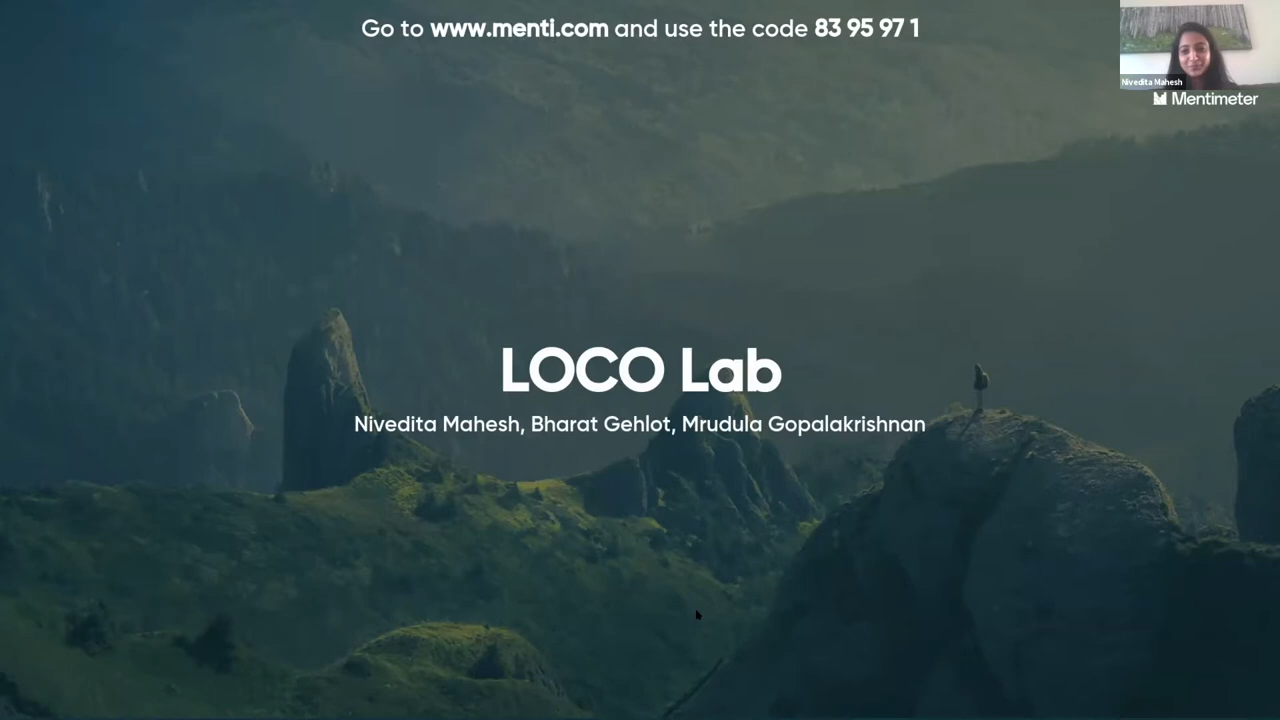 Go to www.menti.com and use the code 83 95 97 1
Nivedita Mahesh
Mentimeter
LOCO Lab
Nivedita Mahesh, Bharat Gehlot, Mrudula Gopalakrishnan